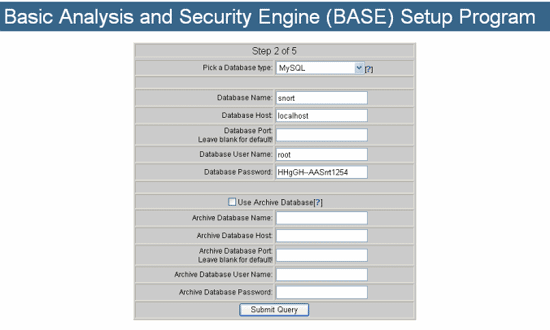 Basic Analysis and Security Engine (BASE) Setup Program
Step 2 of 5
Pick a Database type: MySQL [?]
Database Name: snort
Database Host: localhost
Database Port:
Leave blank for default!
Database User Name: root
Database Password: HHgGH--AASnrt1254
Use Archive Database[?]
Archive Database Name:
Archive Database Host:
Archive Database Port:
Leave blank for default!
Archive Database User Name:
Archive Database Password:
Submit Query